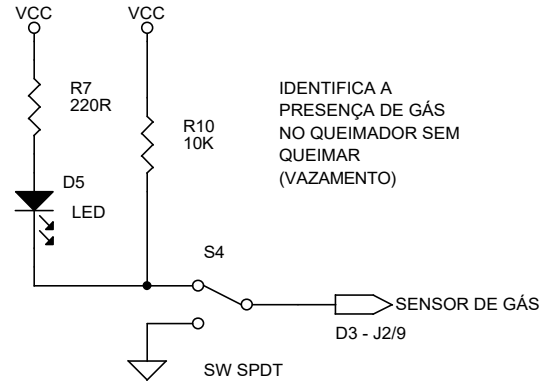 VCC
VCC
R7
220R
IDENTIFICA A
PRESENÇA DE GÁS
NO QUEIMADOR SEM
QUEIMAR
(VAZAMENTO)
R10
10K
D5
LED
S4
SENSOR DE GÁS
D3 - J2/9
SW SPDT